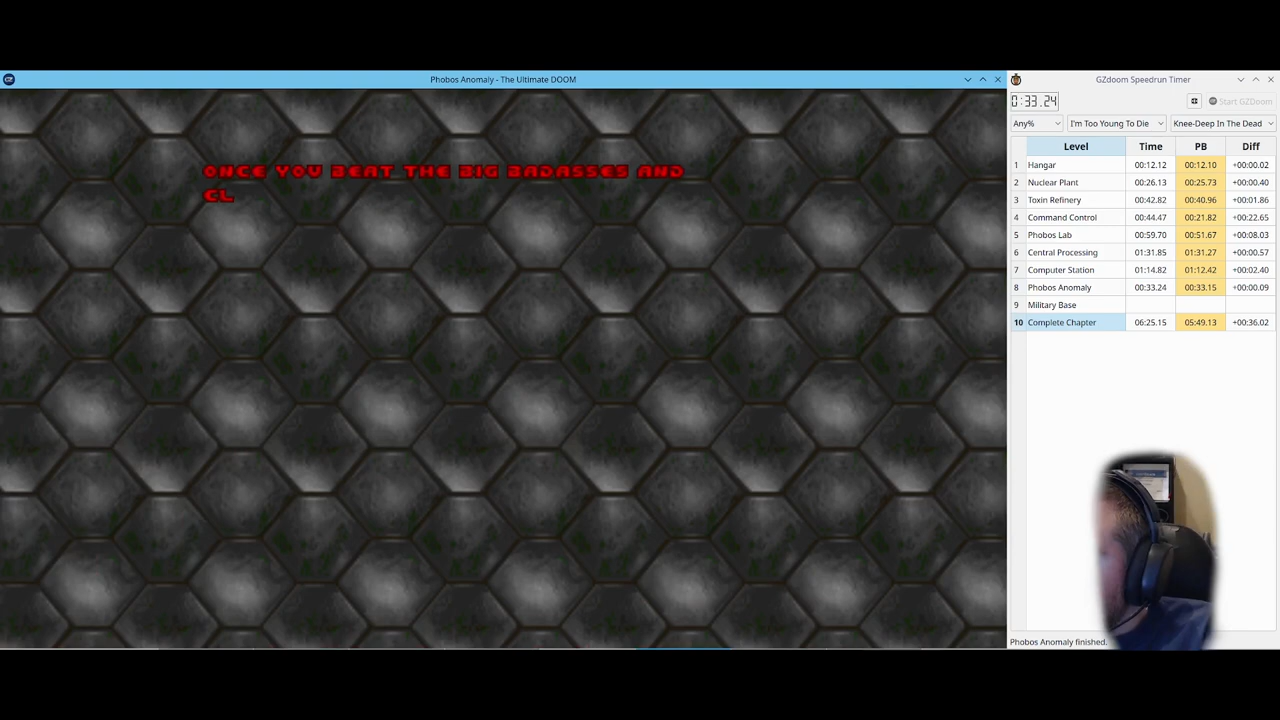 Phobos Anomaly - The Ultimate DOOM
ONCE YOU BEAT THE BIG BADASSES AND
CL
GZdoom Speedrun Timer
0:33.24
Start GZDoom
Any% I'm Too Young To Die Knee-Deep In The Dead
Level Time PB Diff
1 Hangar 00:12.12 00:12.10 +00:00.02
2 Nuclear Plant 00:26.13 00:25.73 +00:00.40
3 Toxin Refinery 00:42.82 00:40.96 +00:01.86
4 Command Control 00:44.47 00:21.82 +00:22.65
5 Phobos Lab 00:59.70 00:51.67 +00:08.03
6 Central Processing 01:31.85 01:31.27 +00:00.57
7 Computer Station 01:14.82 01:12.42 +00:02.40
8 Phobos Anomaly 00:33.24 00:33.15 +00:00.09
9 Military Base
10 Complete Chapter 06:25.15 05:49.13 +00:36.02
Phobos Anomaly finished.